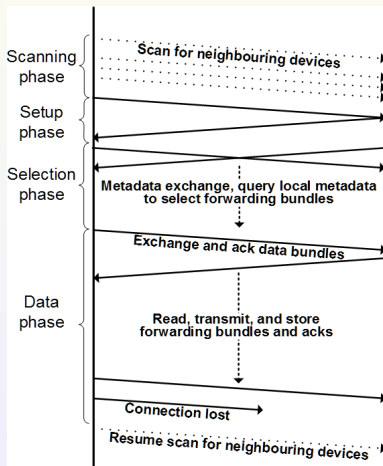 Scan for neighbouring devices
Scanning
phase
Setup
phase
Selection
phase
Metadata exchange, query local metadata
to select forwarding bundles
Exchange and ack data bundles
Data
phase
Read, transmit, and store
forwarding bundles and acks
Connection lost
Resume scan for neighbouring devices